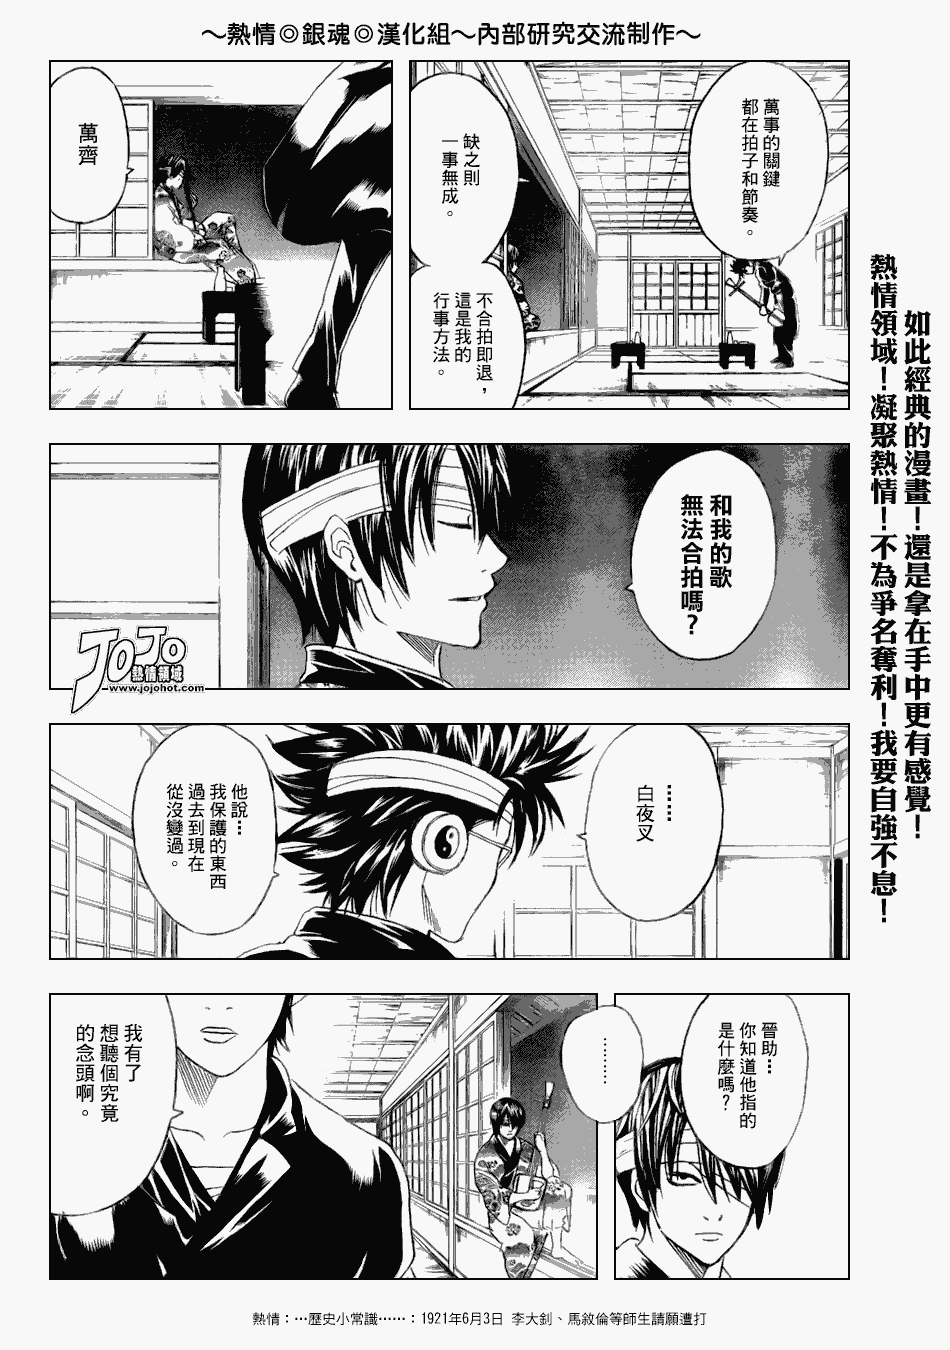 ～熱情◎銀魂◎漢化組～內部研究交流制作～
萬事的關鍵
都在拍子和節奏。
缺之則
一事無成。
不合拍即退，
這是我的
行事方法。
萬齊
和我的歌
無法合拍嗎？
……
白夜叉
他說…
我保護的東西
過去到現在
從沒變過。
晉助…
你知道他指的
是什麼嗎？
………
我有了
想聽個究竟
的念頭啊。
如此經典的漫畫！還是拿在手中更有感覺！
熱情領域！凝聚熱情！不為爭名奪利！我要自強不息！
JOJO
熱情領域
www.jojohot.com
熱情：…歷史小常識……：1921年6月3日 李大釗、馬敘倫等師生請願遭打